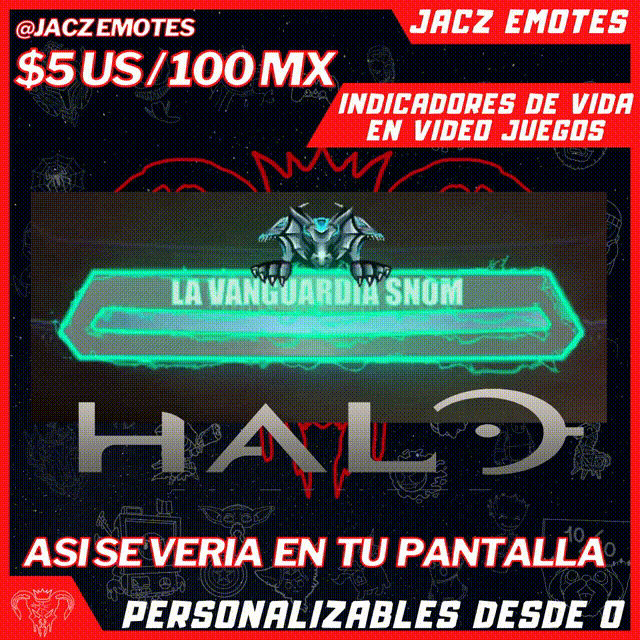 @JACZEMOTES
JACZ EMOTES
$5 US / 100 MX
INDICADORES DE VIDA
EN VIDEO JUEGOS
LA VANGUARDIA SNOM
HALO
ASI SE VERIA EN TU PANTALLA
PERSONALIZABLES DESDE 0